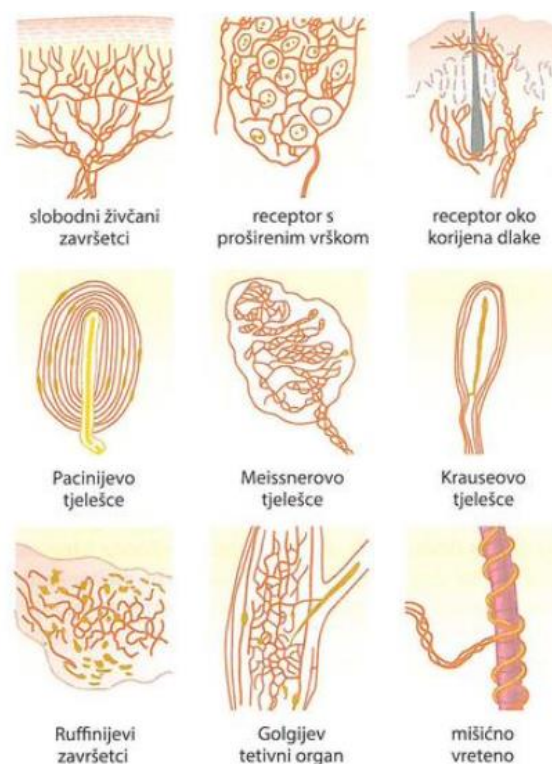 slobodni živčani
završetci
receptor s
proširenim vrškom
receptor oko
korijena dlake
Pacinijevo
tjelešce
Meissnerovo
tjelešce
Krauseovo
tjelešce
Ruffinijevi
završetci
Golgijev
tetivni organ
mišićno
vreteno